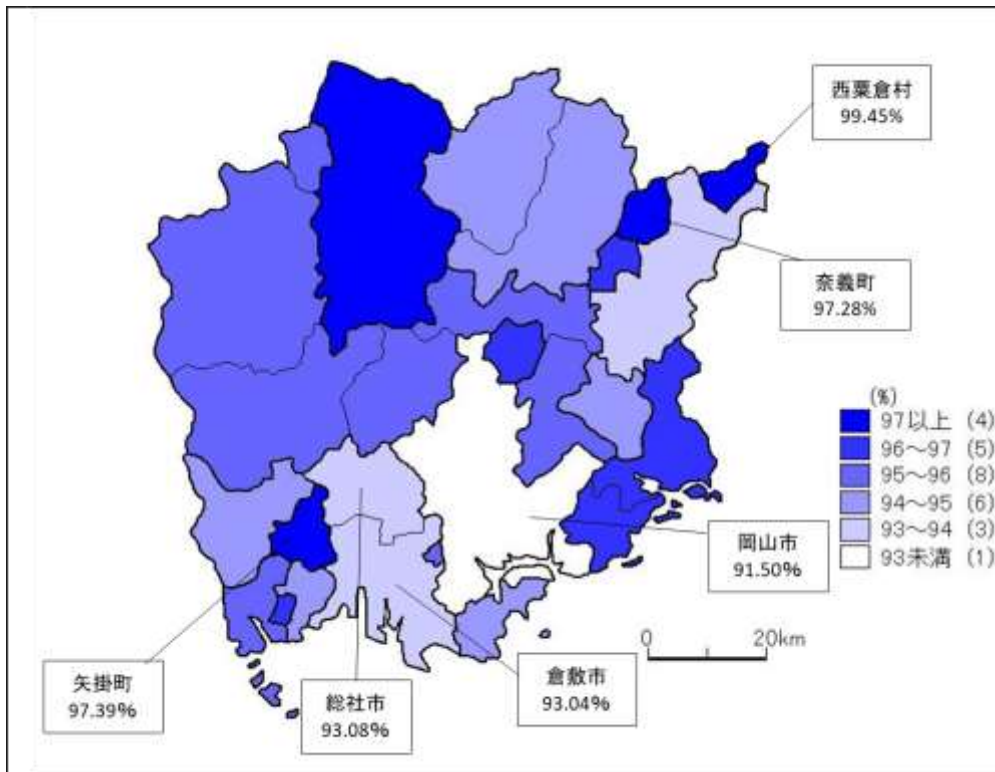 西粟倉村
99.45%
奈義町
97.28%
(%)
97以上 (4)
96～97 (5)
95～96 (8)
94～95 (6)
93～94 (3)
93未満 (1)
岡山市
91.50%
0 20km
倉敷市
93.04%
矢掛町
97.39%
総社市
93.08%